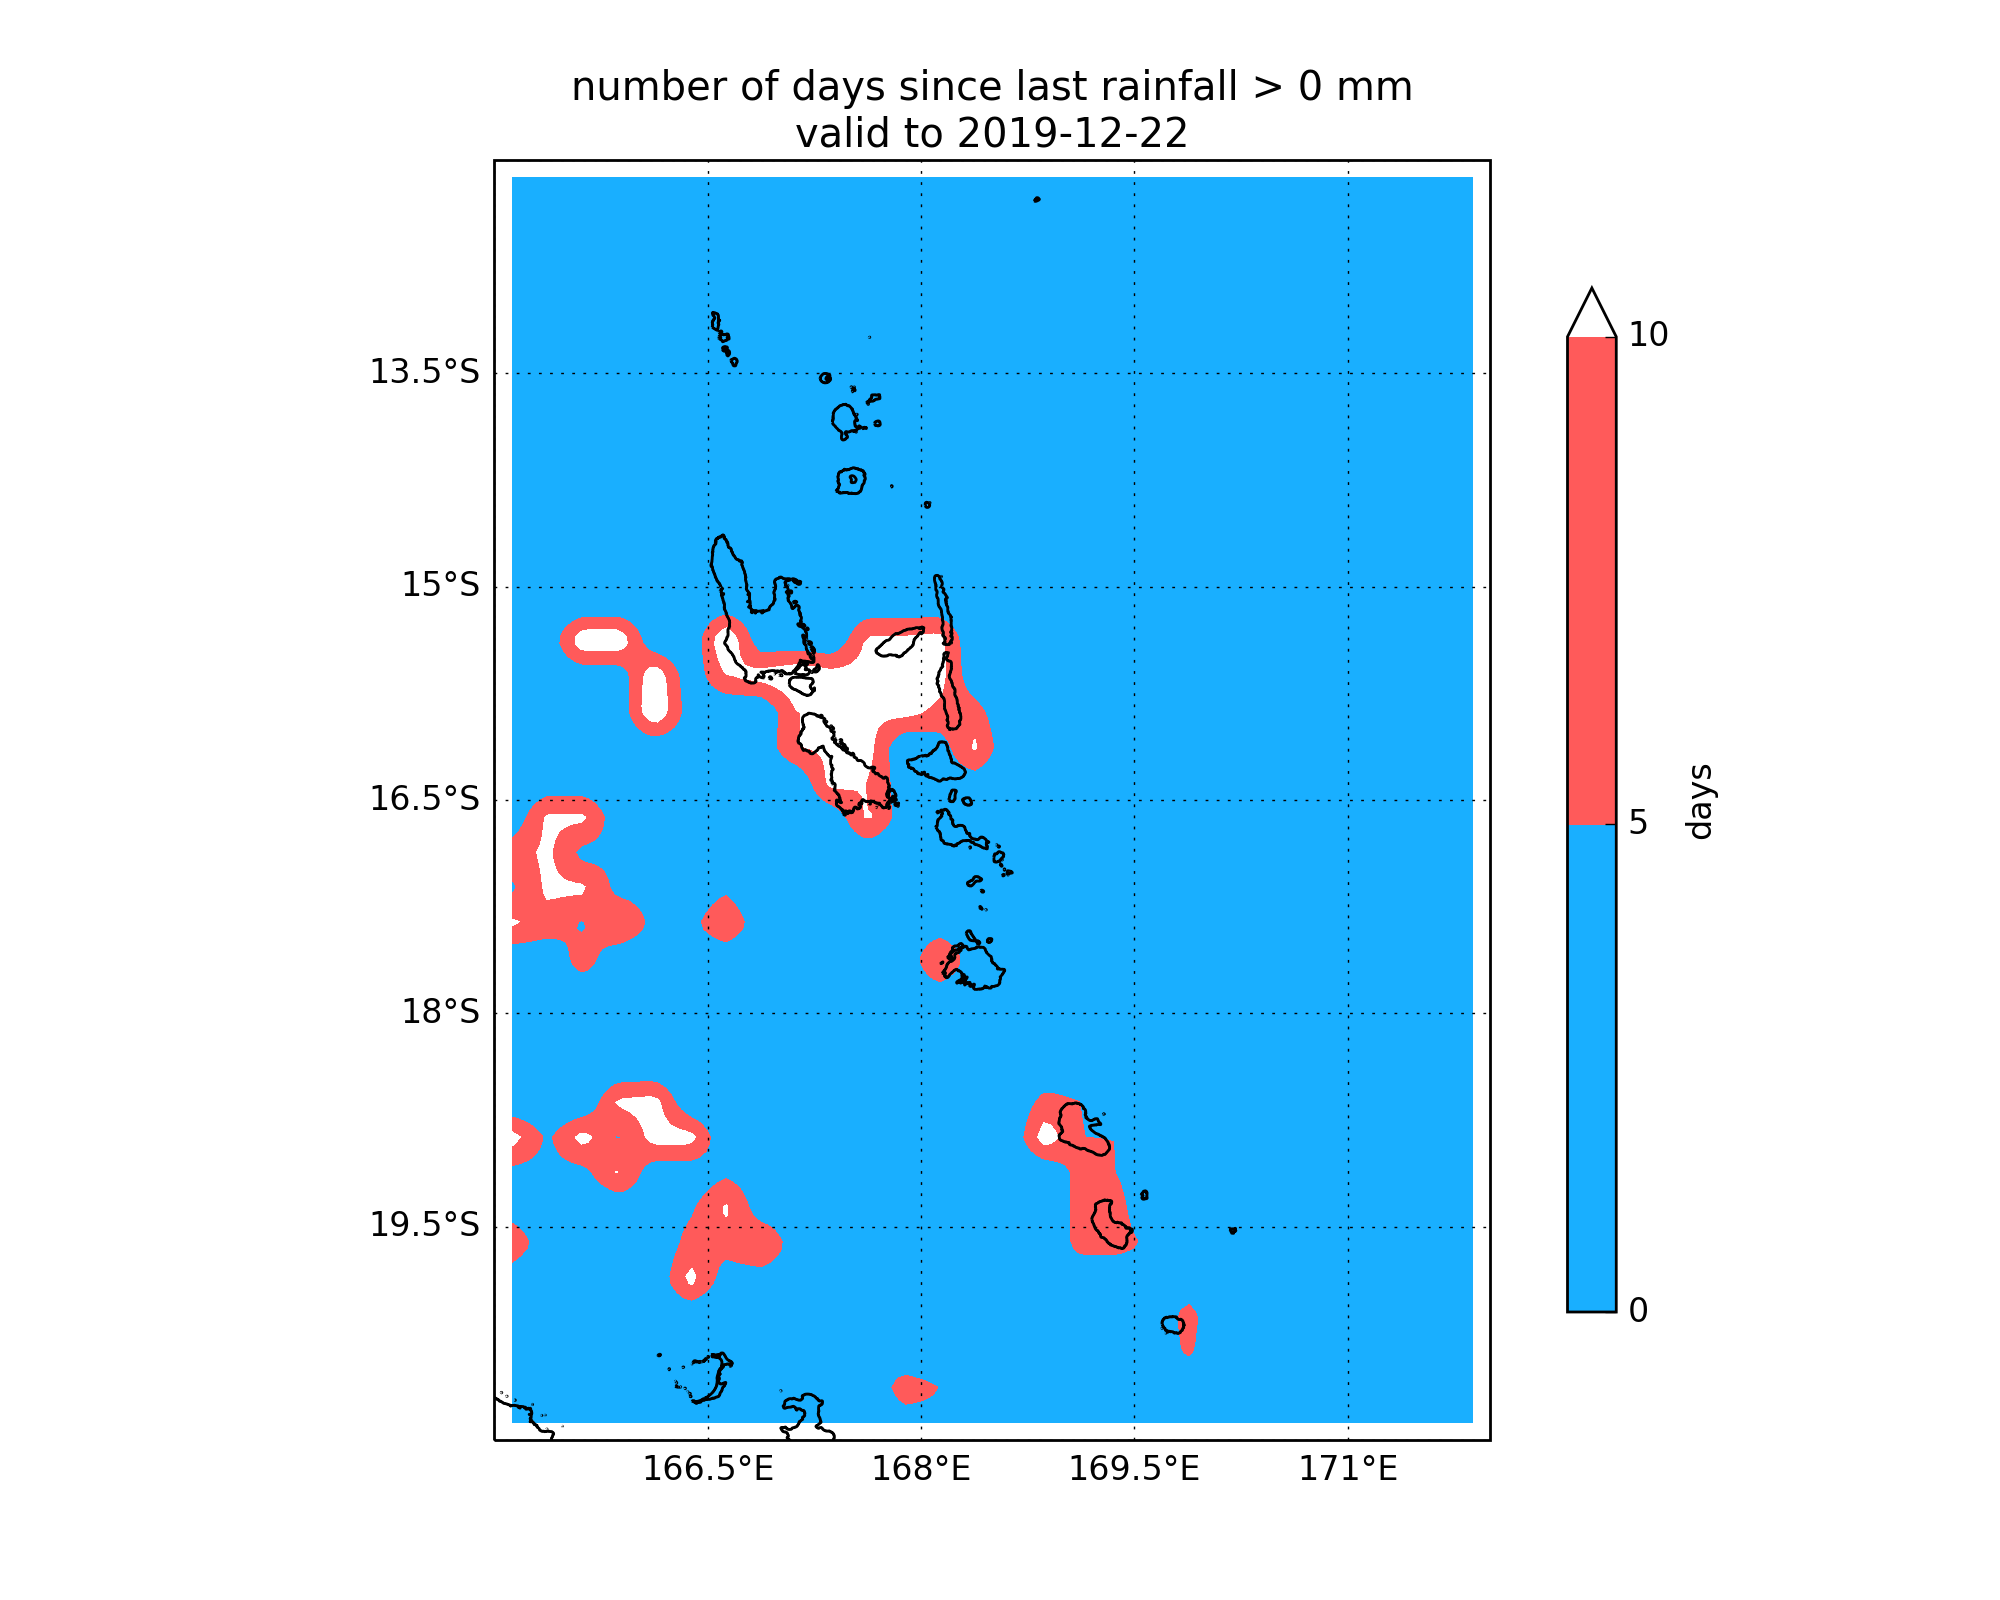 number of days since last rainfall > 0 mm
valid to 2019-12-22
13.5°S
15°S
16.5°S
18°S
19.5°S
166.5°E
168°E
169.5°E
171°E
10
5
0
days